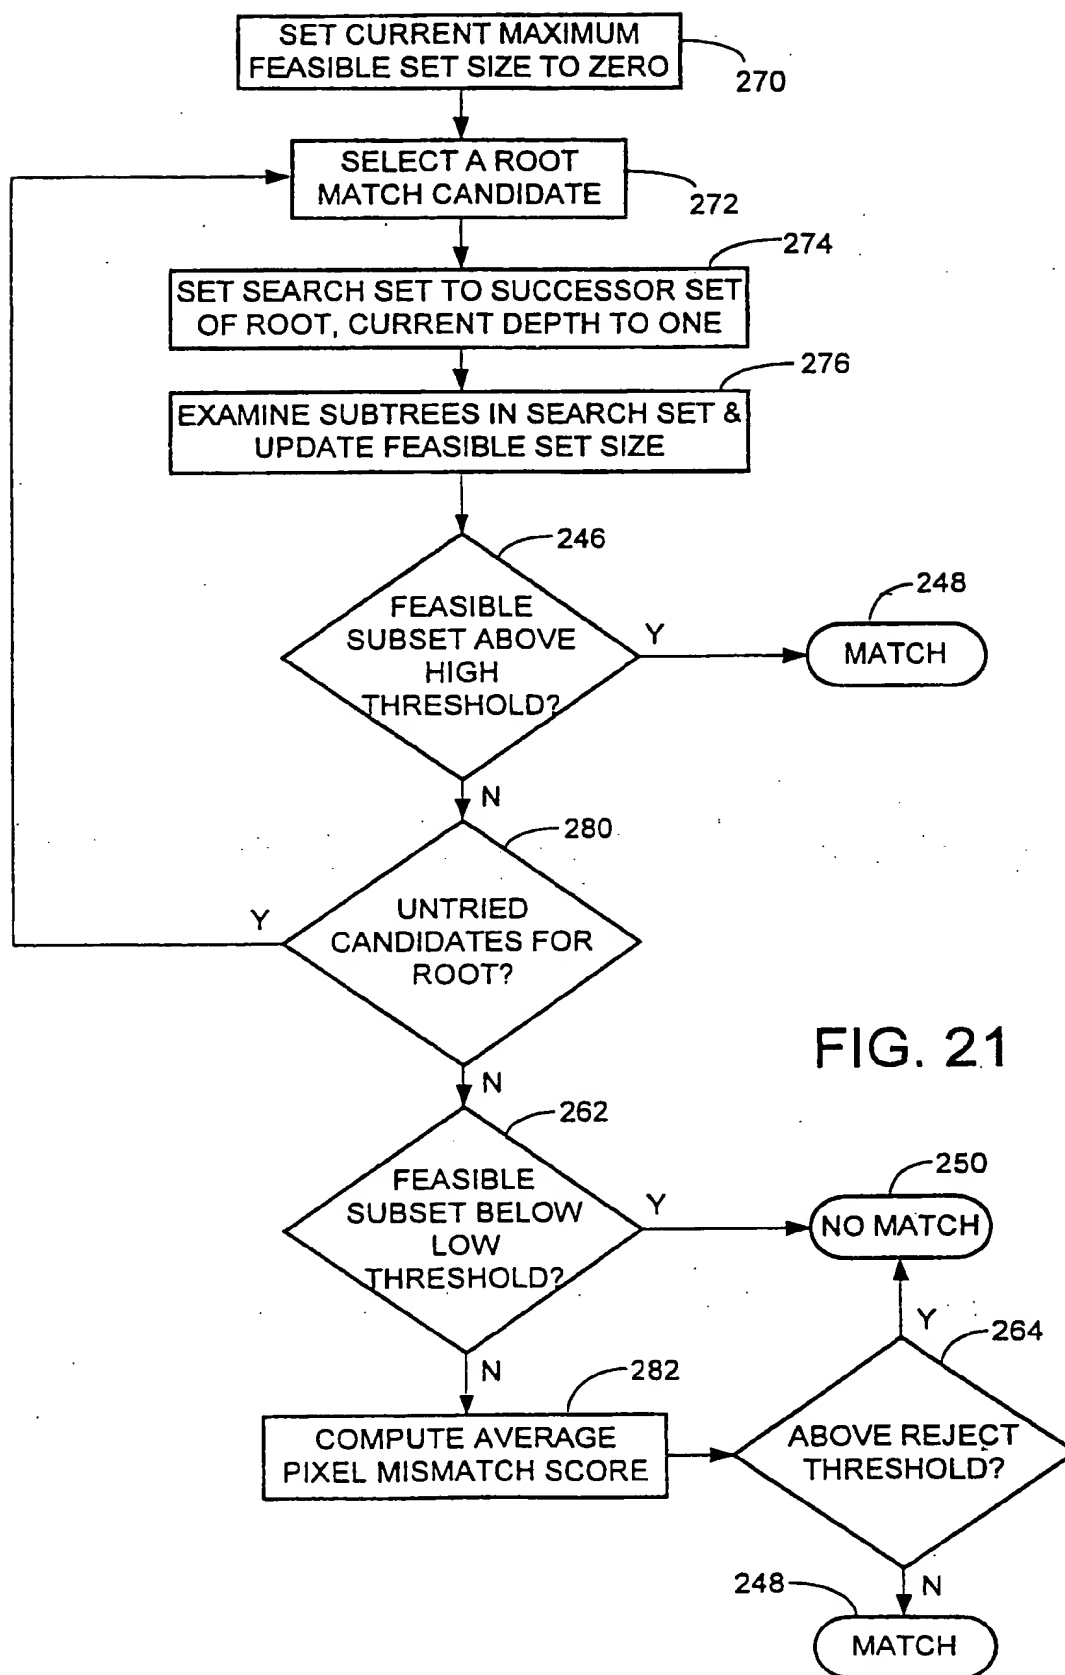 SET CURRENT MAXIMUM
FEASIBLE SET SIZE TO ZERO
270
SELECT A ROOT
MATCH CANDIDATE
272
274
SET SEARCH SET TO SUCCESSOR SET
OF ROOT, CURRENT DEPTH TO ONE
276
EXAMINE SUBTREES IN SEARCH SET &
UPDATE FEASIBLE SET SIZE
246
FEASIBLE
SUBSET ABOVE
HIGH
THRESHOLD?
Y
248
MATCH
N
280
UNTRIED
CANDIDATES FOR
ROOT?
Y
FIG. 21
N
262
FEASIBLE
SUBSET BELOW
LOW
THRESHOLD?
Y
250
NO MATCH
N
282
COMPUTE AVERAGE
PIXEL MISMATCH SCORE
Y
264
ABOVE REJECT
THRESHOLD?
N
248
MATCH